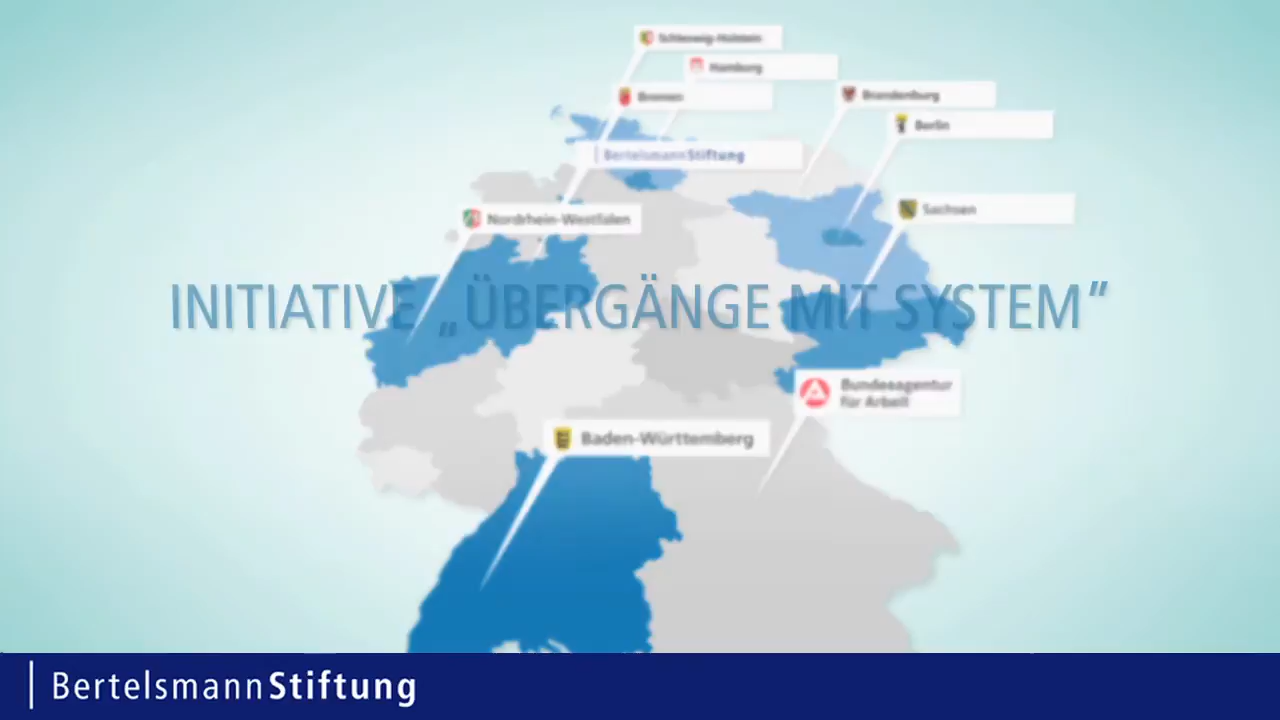 Schleswig-Holstein
Hamburg
Bremen
Brandenburg
Berlin
BertelsmannStiftung
Sachsen
Nordrhein-Westfalen
INITIATIVE „ÜBERGÄNGE MIT SYSTEM”
Bundesagentur
für Arbeit
Baden-Württemberg
BertelsmannStiftung